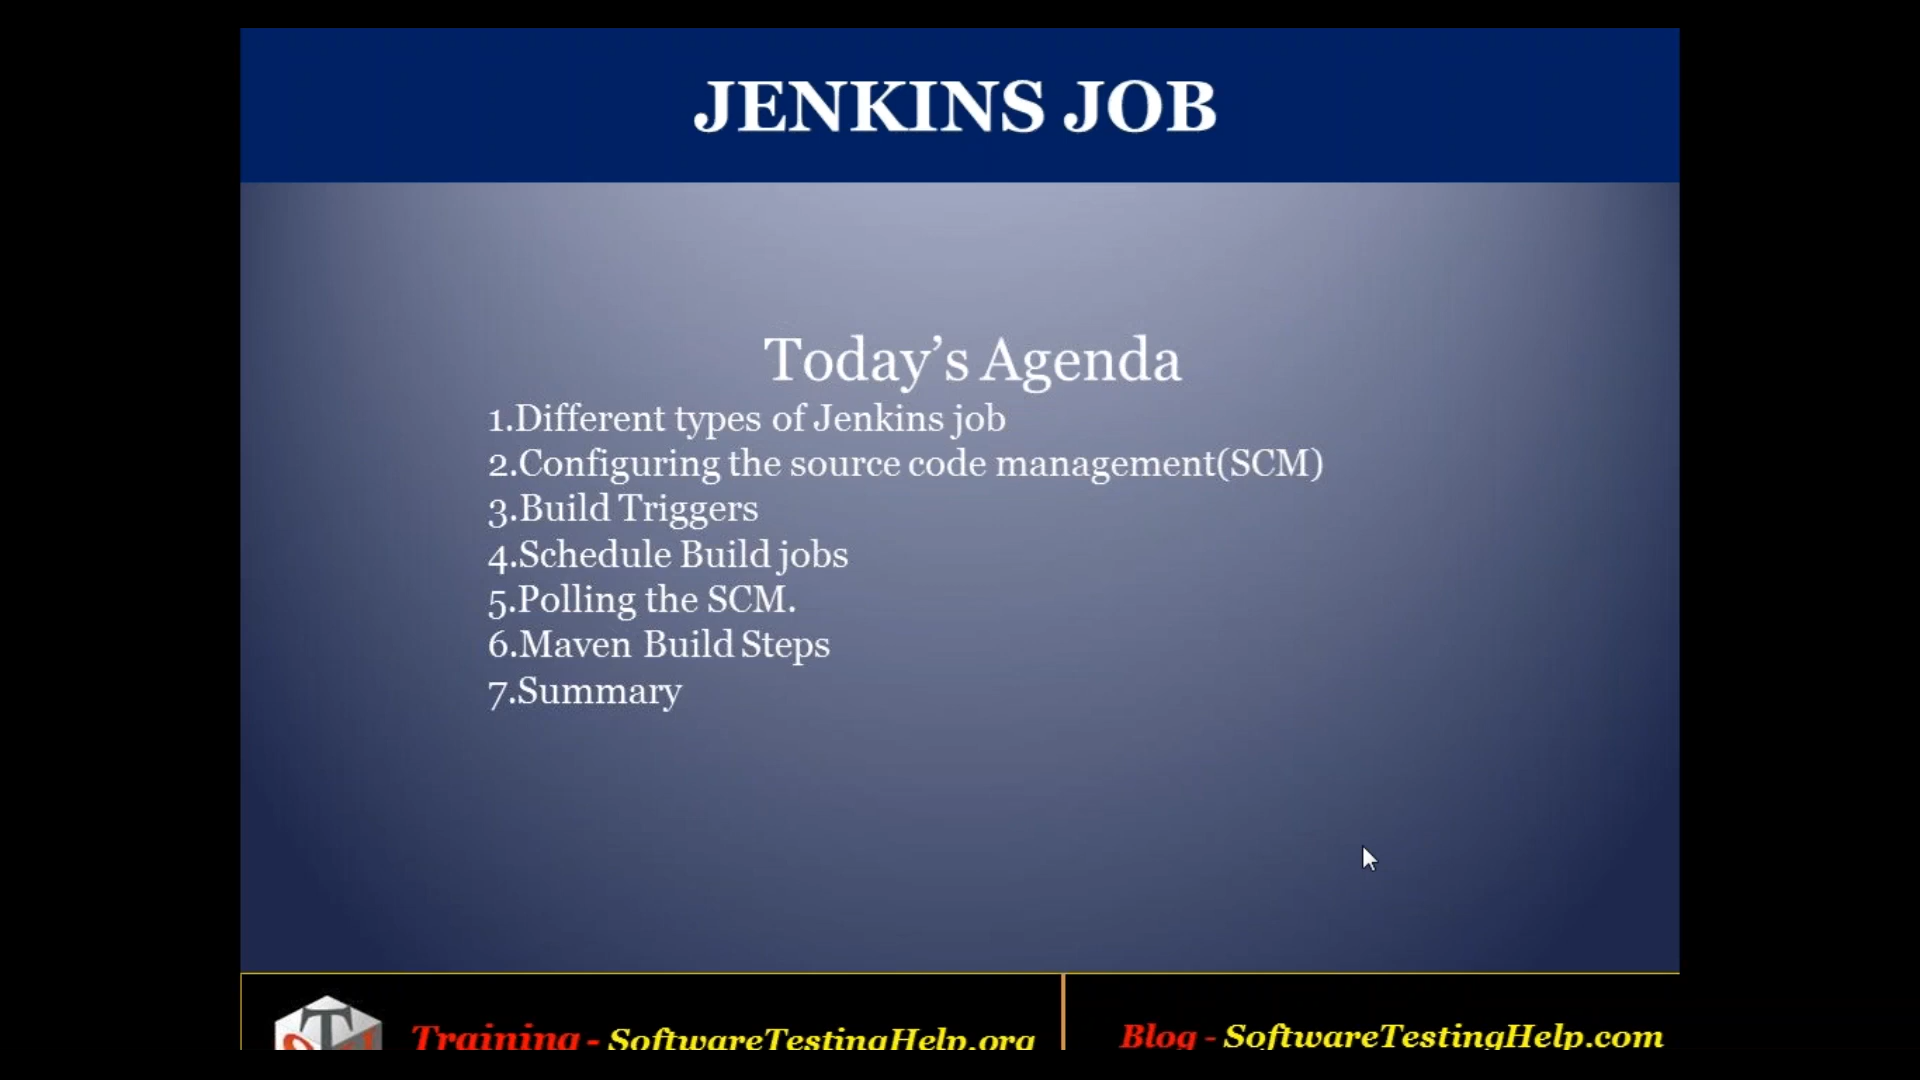 JENKINS JOB
Today’s Agenda
1.Different types of Jenkins job
2.Configuring the source code management(SCM)
3.Build Triggers
4.Schedule Build jobs
5.Polling the SCM.
6.Maven Build Steps
7.Summary
Training - SoftwareTestingHelp.org
Blog - SoftwareTestingHelp.com